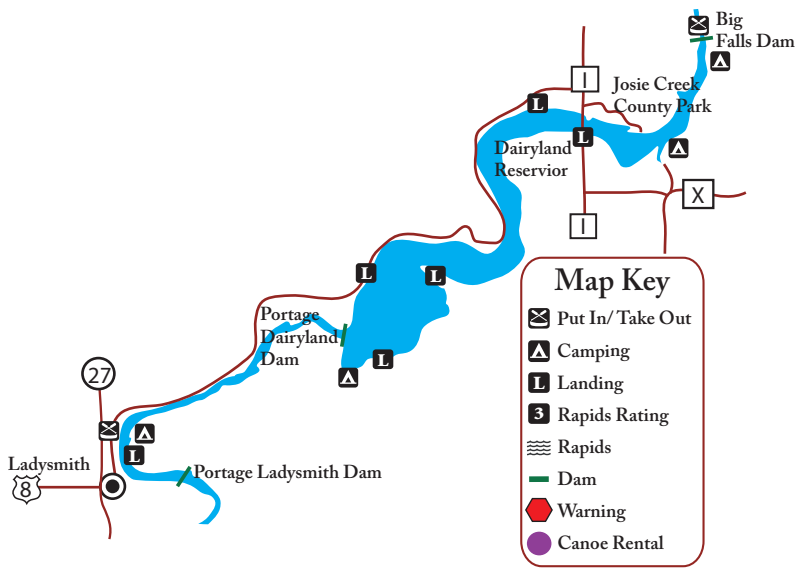 Big
Falls Dam
I
Josie Creek
County Park
L
L
Dairyland
Reservior
X
I
L
L
Portage
Dairyland
Dam
L
27
L
Ladysmith
8
Portage Ladysmith Dam
Map Key
Put In/ Take Out
Camping
L Landing
3 Rapids Rating
Rapids
Dam
Warning
Canoe Rental